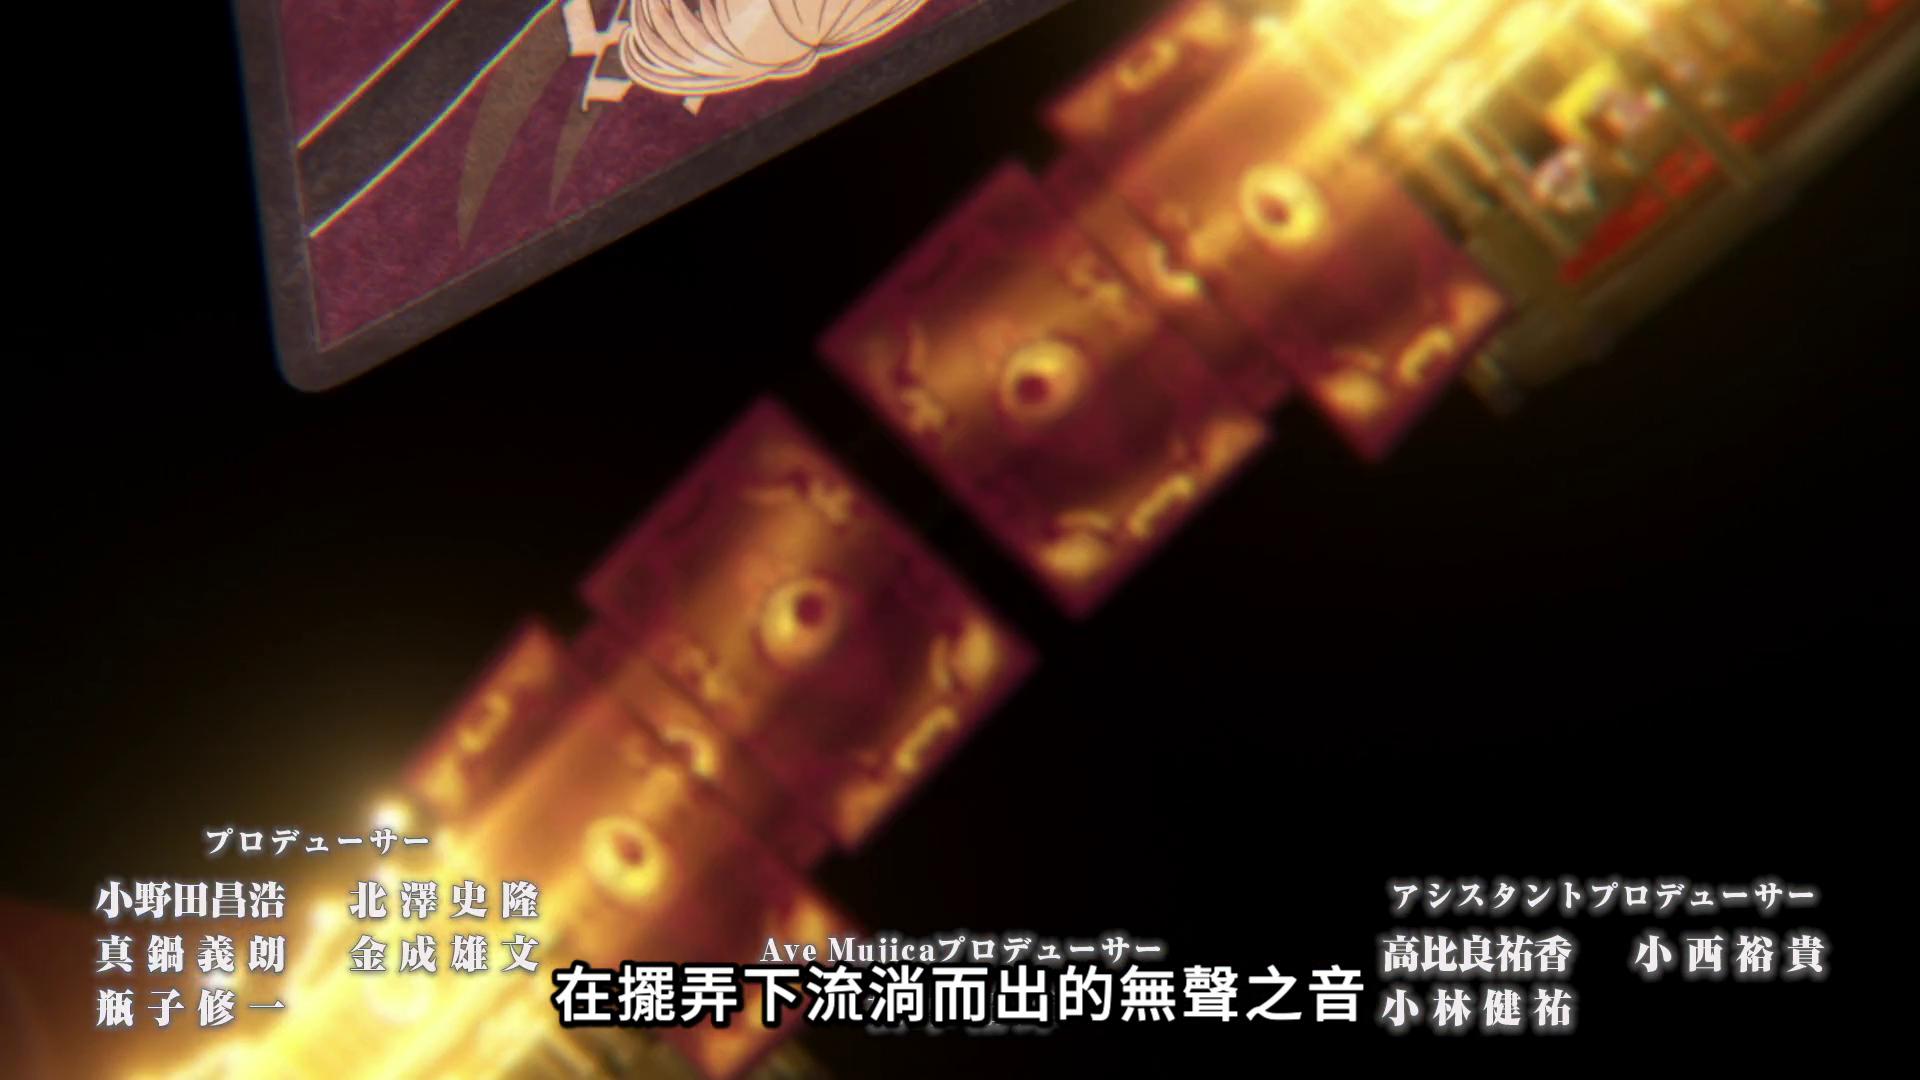 プロデューサー
小野田昌浩　北澤史隆
真鍋義朗　金成雄文
瓶子修一
Ave Mujicaプロデューサー
アシスタントプロデューサー
高比良祐香　小西裕貴
小林健祐
在擺弄下流淌而出的無聲之音